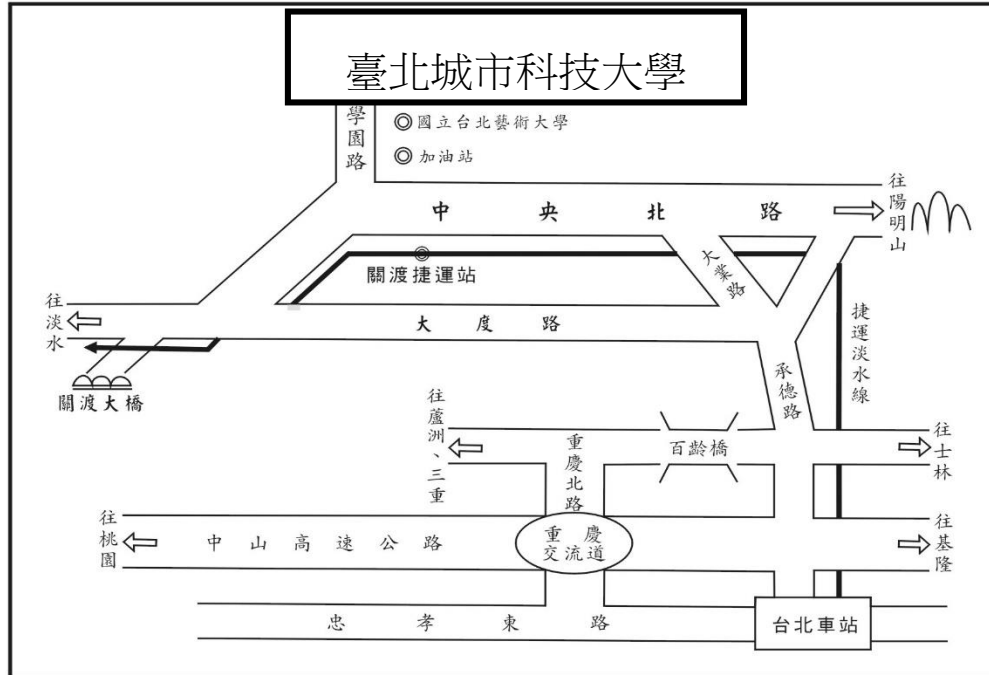 臺北城市科技大學
學園路
國立台北藝術大學
加油站
中央北路
往陽明山
關渡捷運站
大業路
往淡水
大度路
捷運淡水線
關渡大橋
承德路
往蘆洲、三重
重慶北路
百齡橋
往士林
往桃園
中山高速公路
重慶
交流道
往基隆
忠孝東路
台北車站